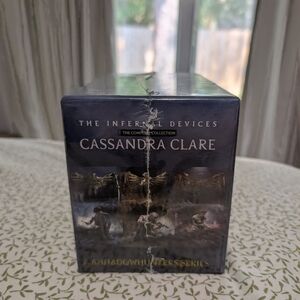 THE INFERNAL DEVICES
THE COMPLETE COLLECTION
CASSANDRA CLARE
A SHADOWHUNTERS SERIES